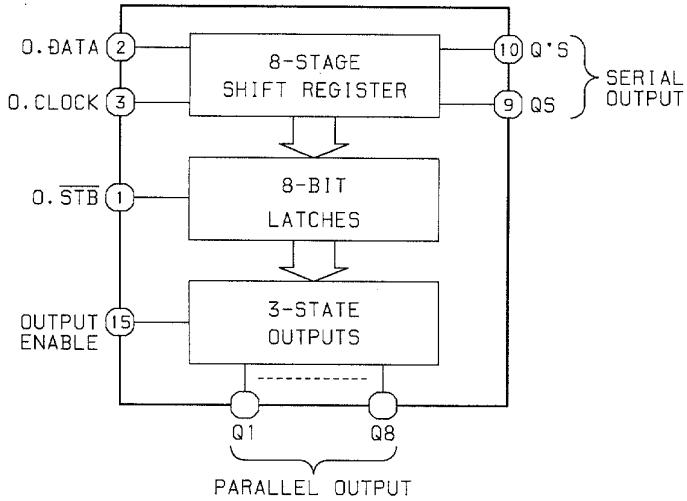 O.DATA
2
8-STAGE
SHIFT REGISTER
10
Q'S
O.CLOCK
3
9
QS
SERIAL
OUTPUT
O.STB
1
8-BIT
LATCHES
OUTPUT
ENABLE
15
3-STATE
OUTPUTS
Q1
Q8
PARALLEL OUTPUT